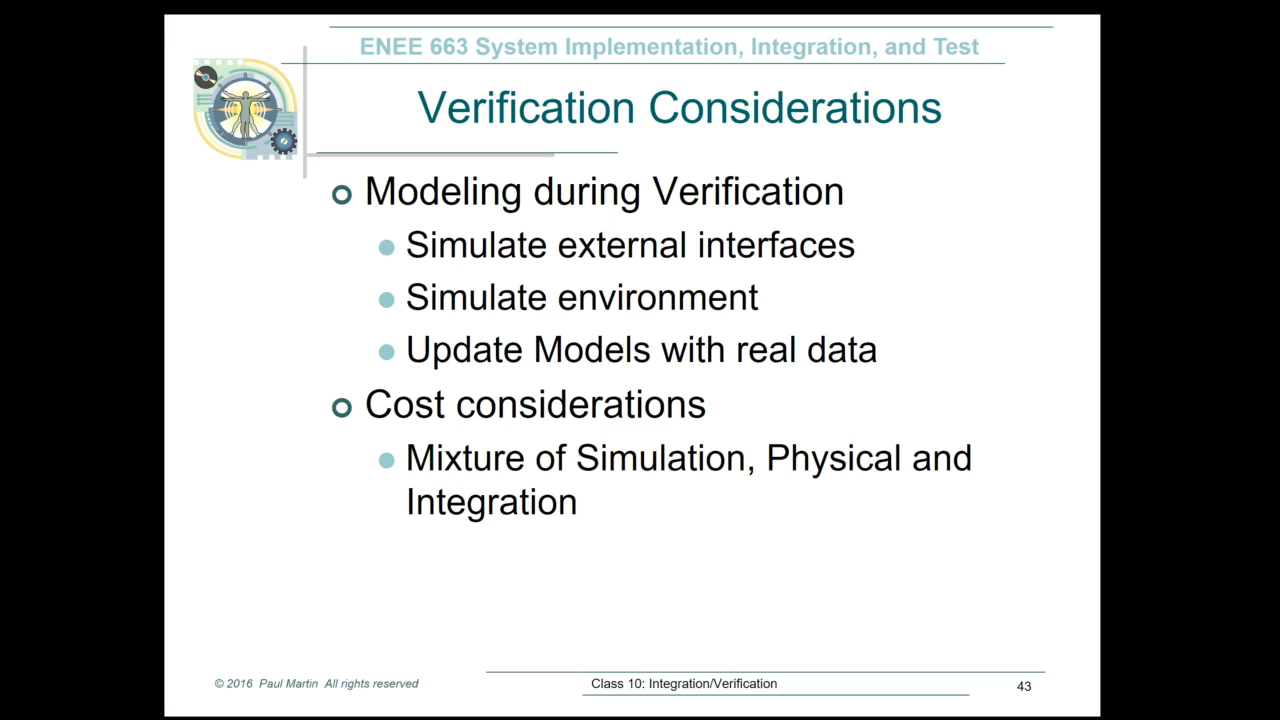 ENEE 663 System Implementation, Integration, and Test
Verification Considerations
Modeling during Verification
Simulate external interfaces
Simulate environment
Update Models with real data
Cost considerations
Mixture of Simulation, Physical and
Integration
© 2016 Paul Martin All rights reserved
Class 10: Integration/Verification
43